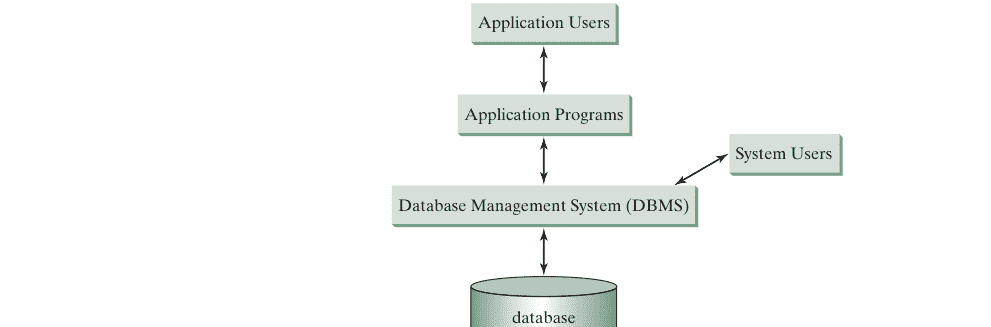 Application Users
Application Programs
System Users
Database Management System (DBMS)
database